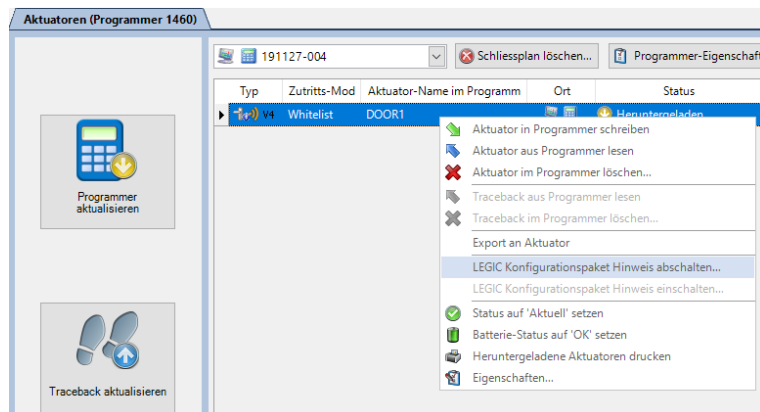 Aktuatoren (Programmer 1460)
191127-004
Schliessplan löschen...
Programmer-Eigenschaft
Typ Zutritts-Mod Aktuator-Name im Programm Ort Status
V4 Whitelist DOOR1 Heruntergeladen
Aktuator in Programmer schreiben
Aktuator aus Programmer lesen
Aktuator im Programmer löschen...
Traceback aus Programmer lesen
Traceback im Programmer löschen...
Export an Aktuator
LEGIC Konfigurationspaket Hinweis abschalten...
LEGIC Konfigurationspaket Hinweis einschalten...
Status auf 'Aktuell' setzen
Batterie-Status auf 'OK' setzen
Heruntergeladene Aktuatoren drucken
Eigenschaften...
Programmer
aktualisieren
Traceback aktualisieren